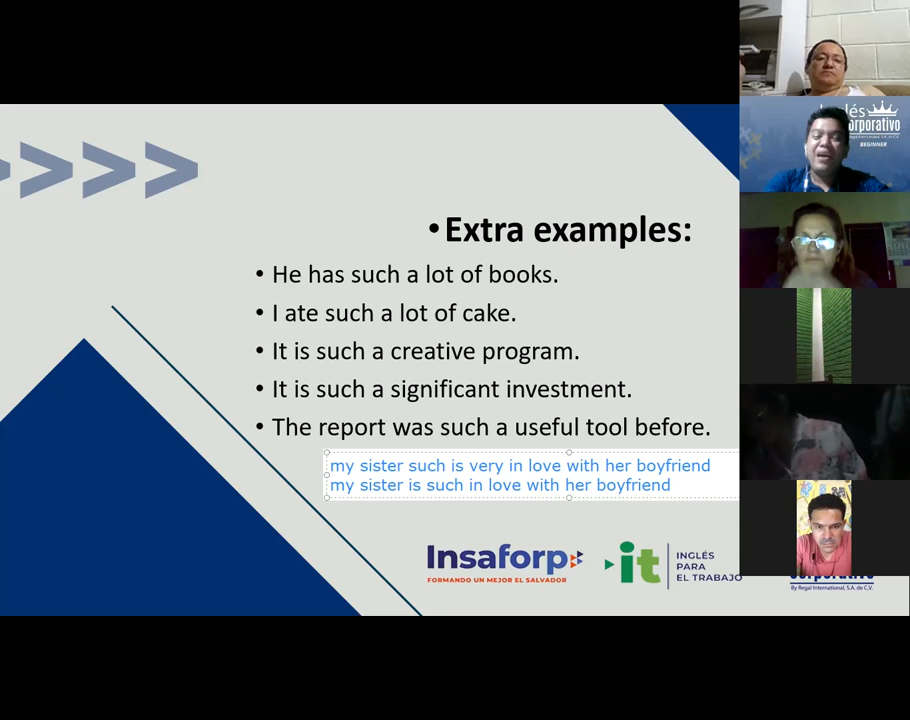 •Extra examples:
• He has such a lot of books.
• I ate such a lot of cake.
• It is such a creative program.
• It is such a significant investment.
• The report was such a useful tool before.
my sister such is very in love with her boyfriend
my sister is such in love with her boyfriend
Insaforp
FORMANDO UN MEJOR EL SALVADOR
it
INGLÉS
PARA
EL TRABAJO
corporativo
By Regal International, S.A. de C.V.
orporativo
BEGINNER